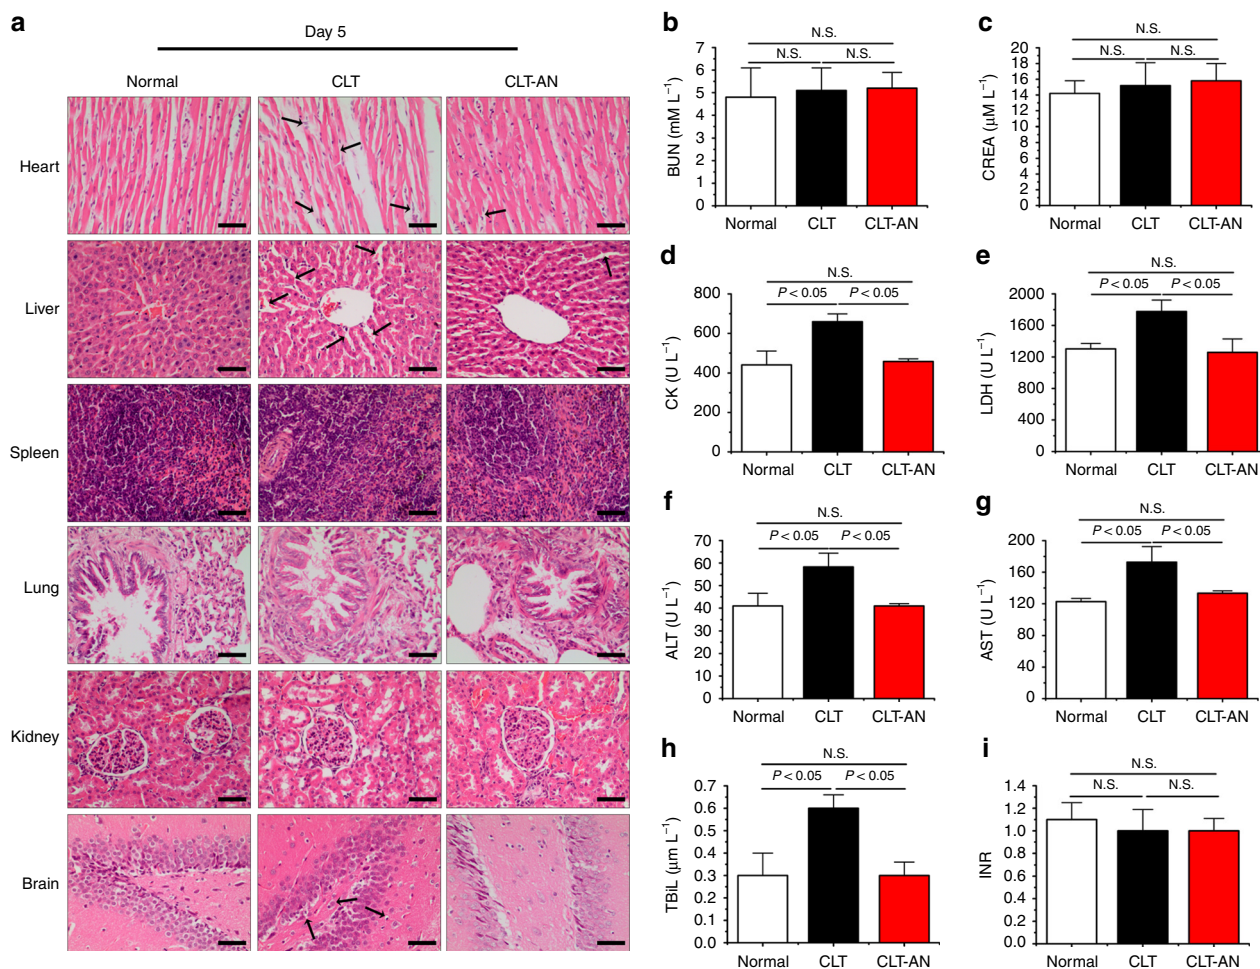 a
Day 5
Normal CLT CLT-AN
Heart
Liver
Spleen
Lung
Kidney
Brain
b
N.S.
N.S. N.S.
BUN (mM L⁻¹)
7
6
5
4
3
2
1
0
Normal CLT CLT-AN
c
N.S.
N.S. N.S.
CREA (μM L⁻¹)
20
18
16
14
12
10
8
6
4
2
0
Normal CLT CLT-AN
d
N.S.
P < 0.05 P < 0.05
CK (U L⁻¹)
800
600
400
200
0
Normal CLT CLT-AN
e
N.S.
P < 0.05 P < 0.05
LDH (U L⁻¹)
2000
1600
1200
800
400
0
Normal CLT CLT-AN
f
N.S.
P < 0.05 P < 0.05
ALT (U L⁻¹)
70
60
50
40
30
20
10
0
Normal CLT CLT-AN
g
N.S.
P < 0.05 P < 0.05
AST (U L⁻¹)
200
160
120
80
40
0
Normal CLT CLT-AN
h
N.S.
P < 0.05 P < 0.05
TBiL (μm L⁻¹)
0.7
0.6
0.5
0.4
0.3
0.2
0.1
0.0
Normal CLT CLT-AN
i
N.S.
N.S. N.S.
INR
1.4
1.2
1.0
0.8
0.6
0.4
0.2
0.0
Normal CLT CLT-AN